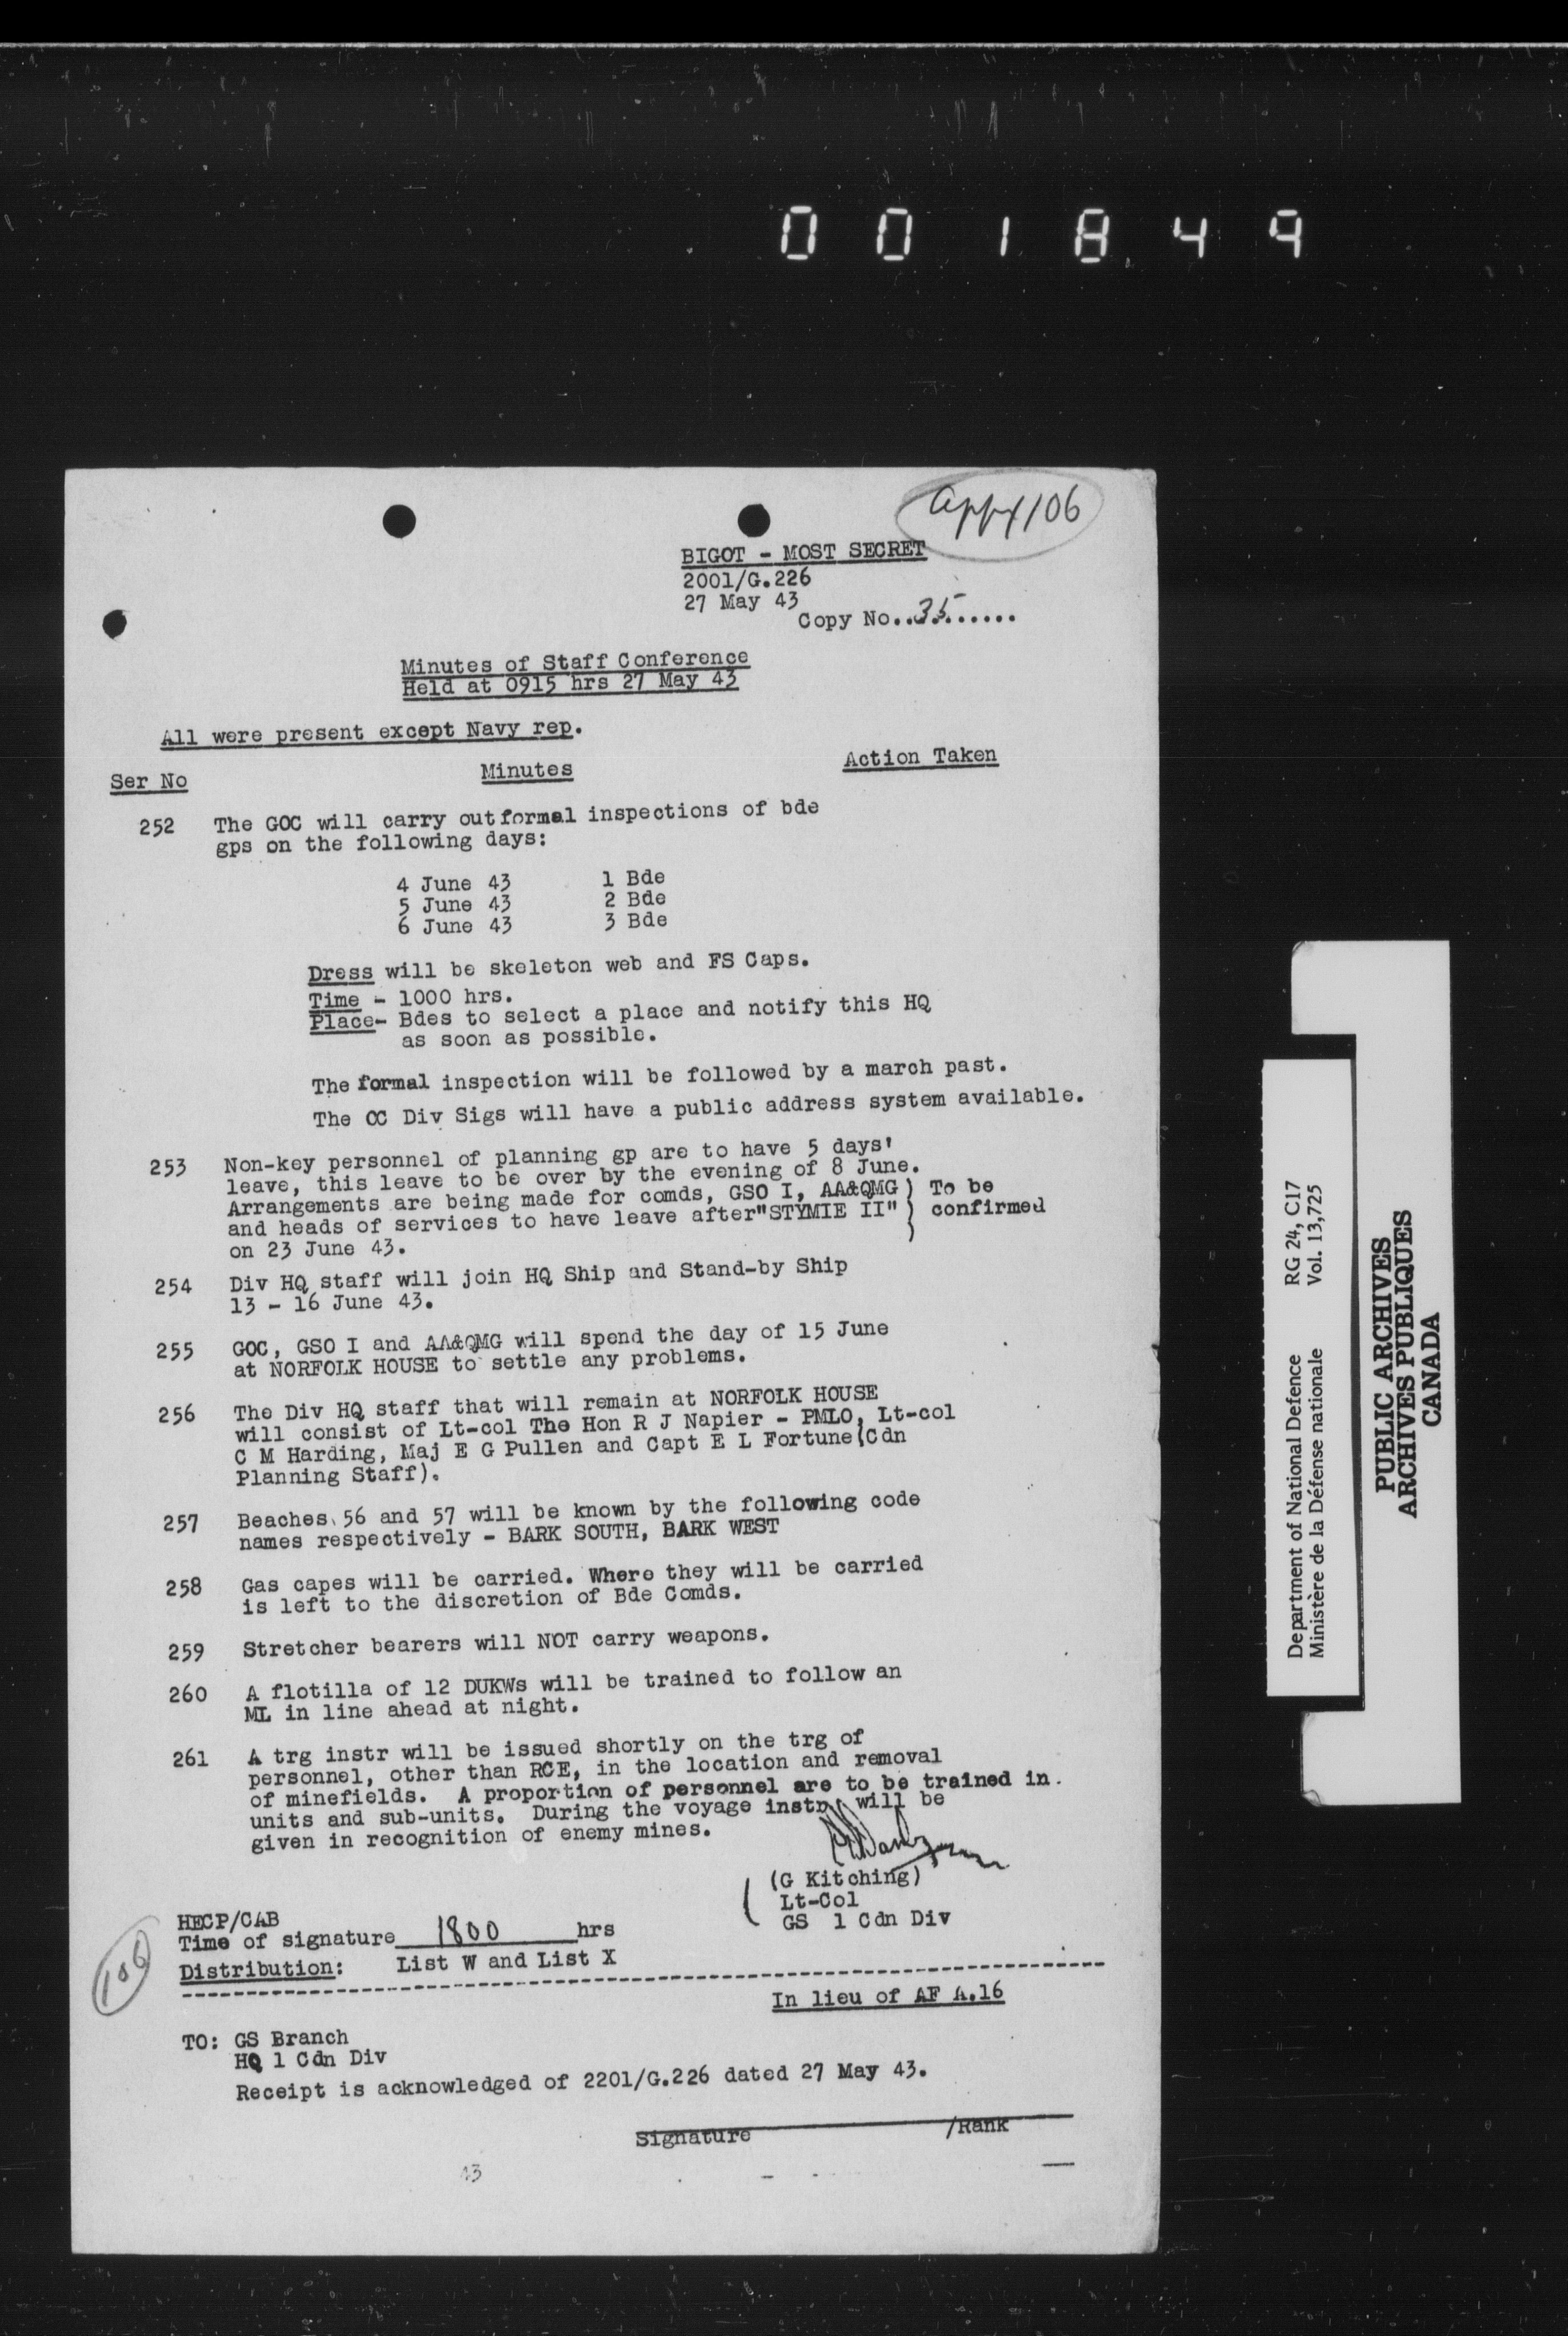 001849
Appx 106
BIGOT - MOST SECRET
2001/G.226
27 May 43
Copy No..35.......
Minutes of Staff Conference
Held at 0915 hrs 27 May 43
All were present except Navy rep.
Ser No Minutes Action Taken
252 The GOC will carry out formal inspections of bde
gps on the following days:
4 June 43 1 Bde
5 June 43 2 Bde
6 June 43 3 Bde
Dress will be skeleton web and FS Caps.
Time - 1000 hrs.
Place- Bdes to select a place and notify this HQ
as soon as possible.
The formal inspection will be followed by a march past.
The OC Div Sigs will have a public address system available.
253 Non-key personnel of planning gp are to have 5 days'
leave, this leave to be over by the evening of 8 June.
Arrangements are being made for comds, GSO I, AA&QMG ) To be
and heads of services to have leave after "STYMIE II" ) confirmed
on 23 June 43. )
254 Div HQ staff will join HQ Ship and Stand-by Ship
13 - 16 June 43.
255 GOC, GSO I and AA&QMG will spend the day of 15 June
at NORFOLK HOUSE to settle any problems.
256 The Div HQ staff that will remain at NORFOLK HOUSE
will consist of Lt-col The Hon R J Napier - PMLO, Lt-col
C M Harding, Maj E G Pullen and Capt E L Fortune (Cdn
Planning Staff).
257 Beaches 56 and 57 will be known by the following code
names respectively - BARK SOUTH, BARK WEST
258 Gas capes will be carried. Where they will be carried
is left to the discretion of Bde Comds.
259 Stretcher bearers will NOT carry weapons.
260 A flotilla of 12 DUKWs will be trained to follow an
ML in line ahead at night.
261 A trg instr will be issued shortly on the trg of
personnel, other than RCE, in the location and removal
of minefields. A proportion of personnel are to be trained in
units and sub-units. During the voyage instr will be
given in recognition of enemy mines.
(G Kitching)
Lt-Col
GS 1 Cdn Div
HECP/CAB
Time of signature 1800 hrs
106
Distribution: List W and List X
In lieu of AF A.16
TO: GS Branch
HQ 1 Cdn Div
Receipt is acknowledged of 2201/G.226 dated 27 May 43.
Signature /Rank
43
Department of National Defence RG 24, C17
Ministère de la Défense nationale Vol. 13,725
PUBLIC ARCHIVES
ARCHIVES PUBLIQUES
CANADA